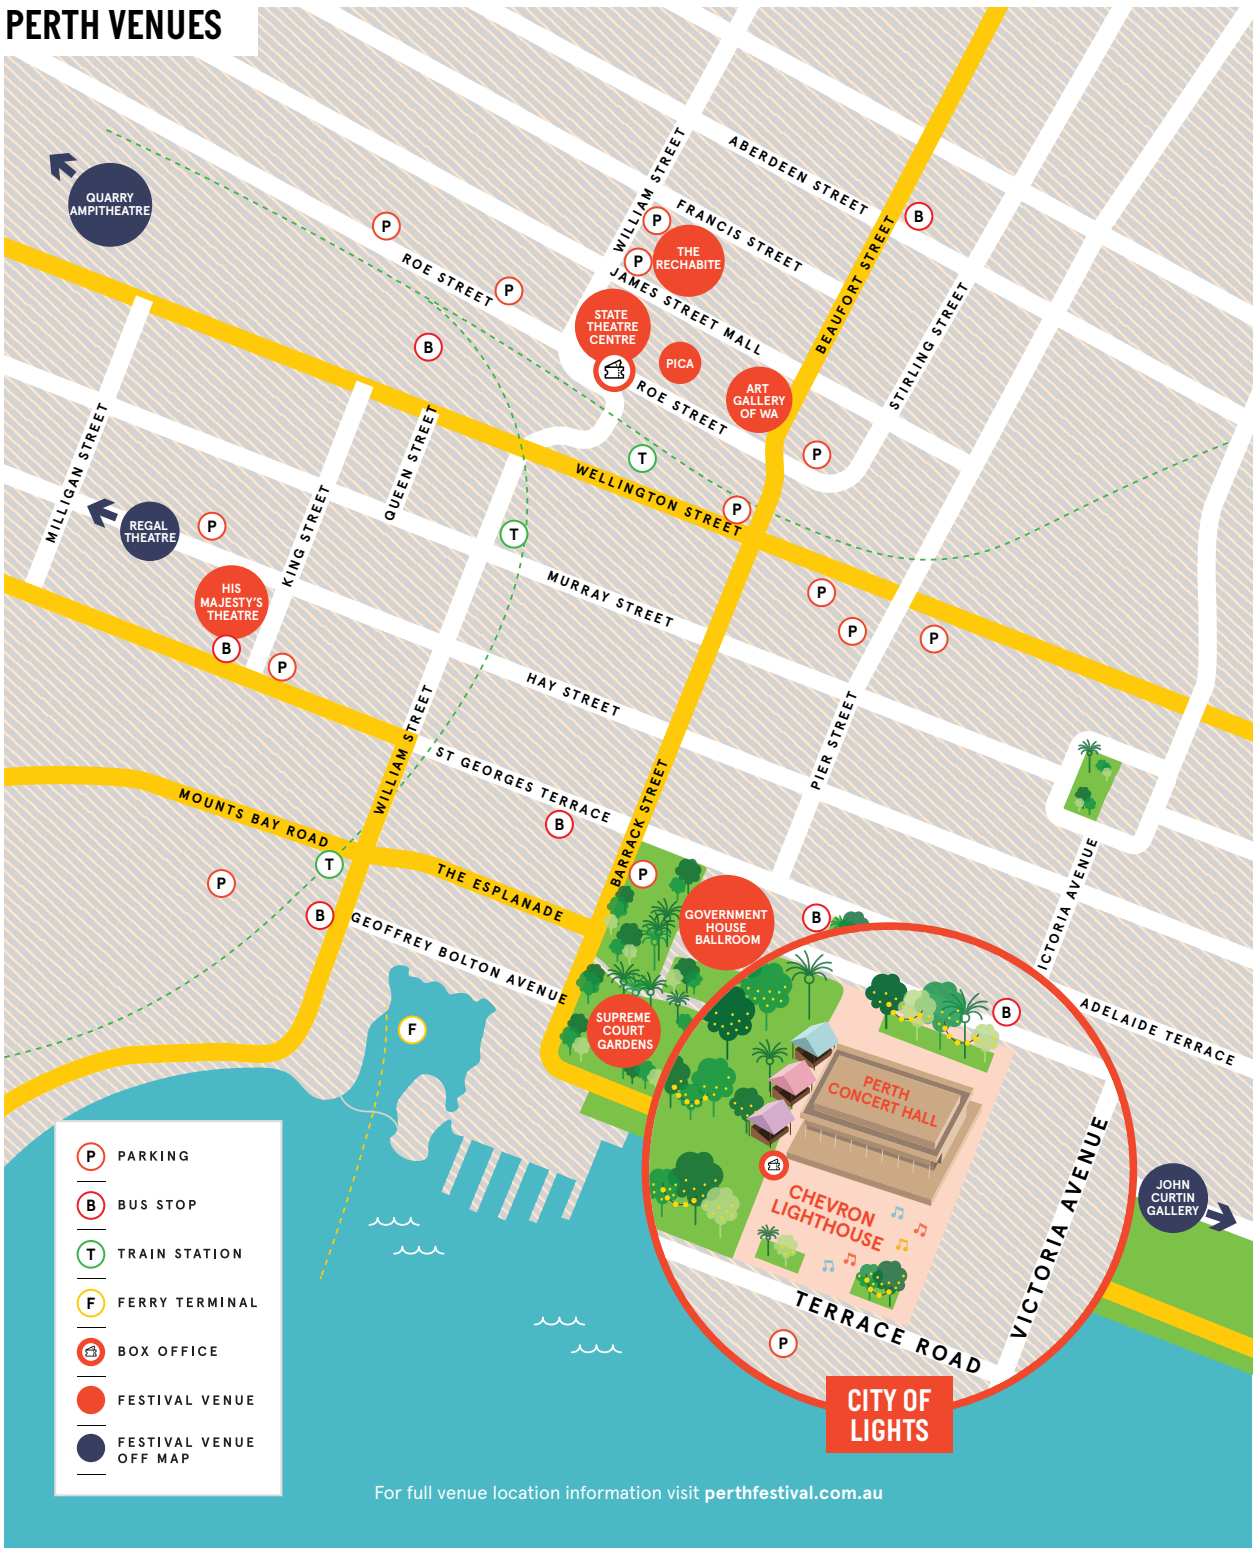 PERTH VENUES
ABERDEEN STREET
WILLIAM STREET
FRANCIS STREET
QUARRY
AMPITHEATRE
P
P
B
BEAUFORT STREET
THE
RECHABITE
P
ROE STREET
P
JAMES STREET MALL
STATE
THEATRE
CENTRE
STIRLING STREET
B
PICA
ROE STREET
ART
GALLERY
OF WA
MILLIGAN STREET
QUEEN STREET
T
P
WELLINGTON STREET
P
KING STREET
REGAL
THEATRE
P
T
HIS
MAJESTY'S
THEATRE
MURRAY STREET
P
P
P
B
P
HAY STREET
WILLIAM STREET
PIER STREET
ST GEORGES TERRACE
BARRACK STREET
MOUNTS BAY ROAD
B
T
P
THE ESPLANADE
P
B
GEOFFREY BOLTON AVENUE
GOVERNMENT
HOUSE
BALLROOM
B
ICTORIA AVENUE
ADELAIDE TERRACE
F
SUPREME
COURT
GARDENS
B
PERTH
CONCERT HALL
CHEVRON
LIGHTHOUSE
VICTORIA AVENUE
TERRACE ROAD
P
JOHN
CURTIN
GALLERY
CITY OF
LIGHTS
P PARKING
B BUS STOP
T TRAIN STATION
F FERRY TERMINAL
BOX OFFICE
FESTIVAL VENUE
FESTIVAL VENUE
OFF MAP
For full venue location information visit perthfestival.com.au